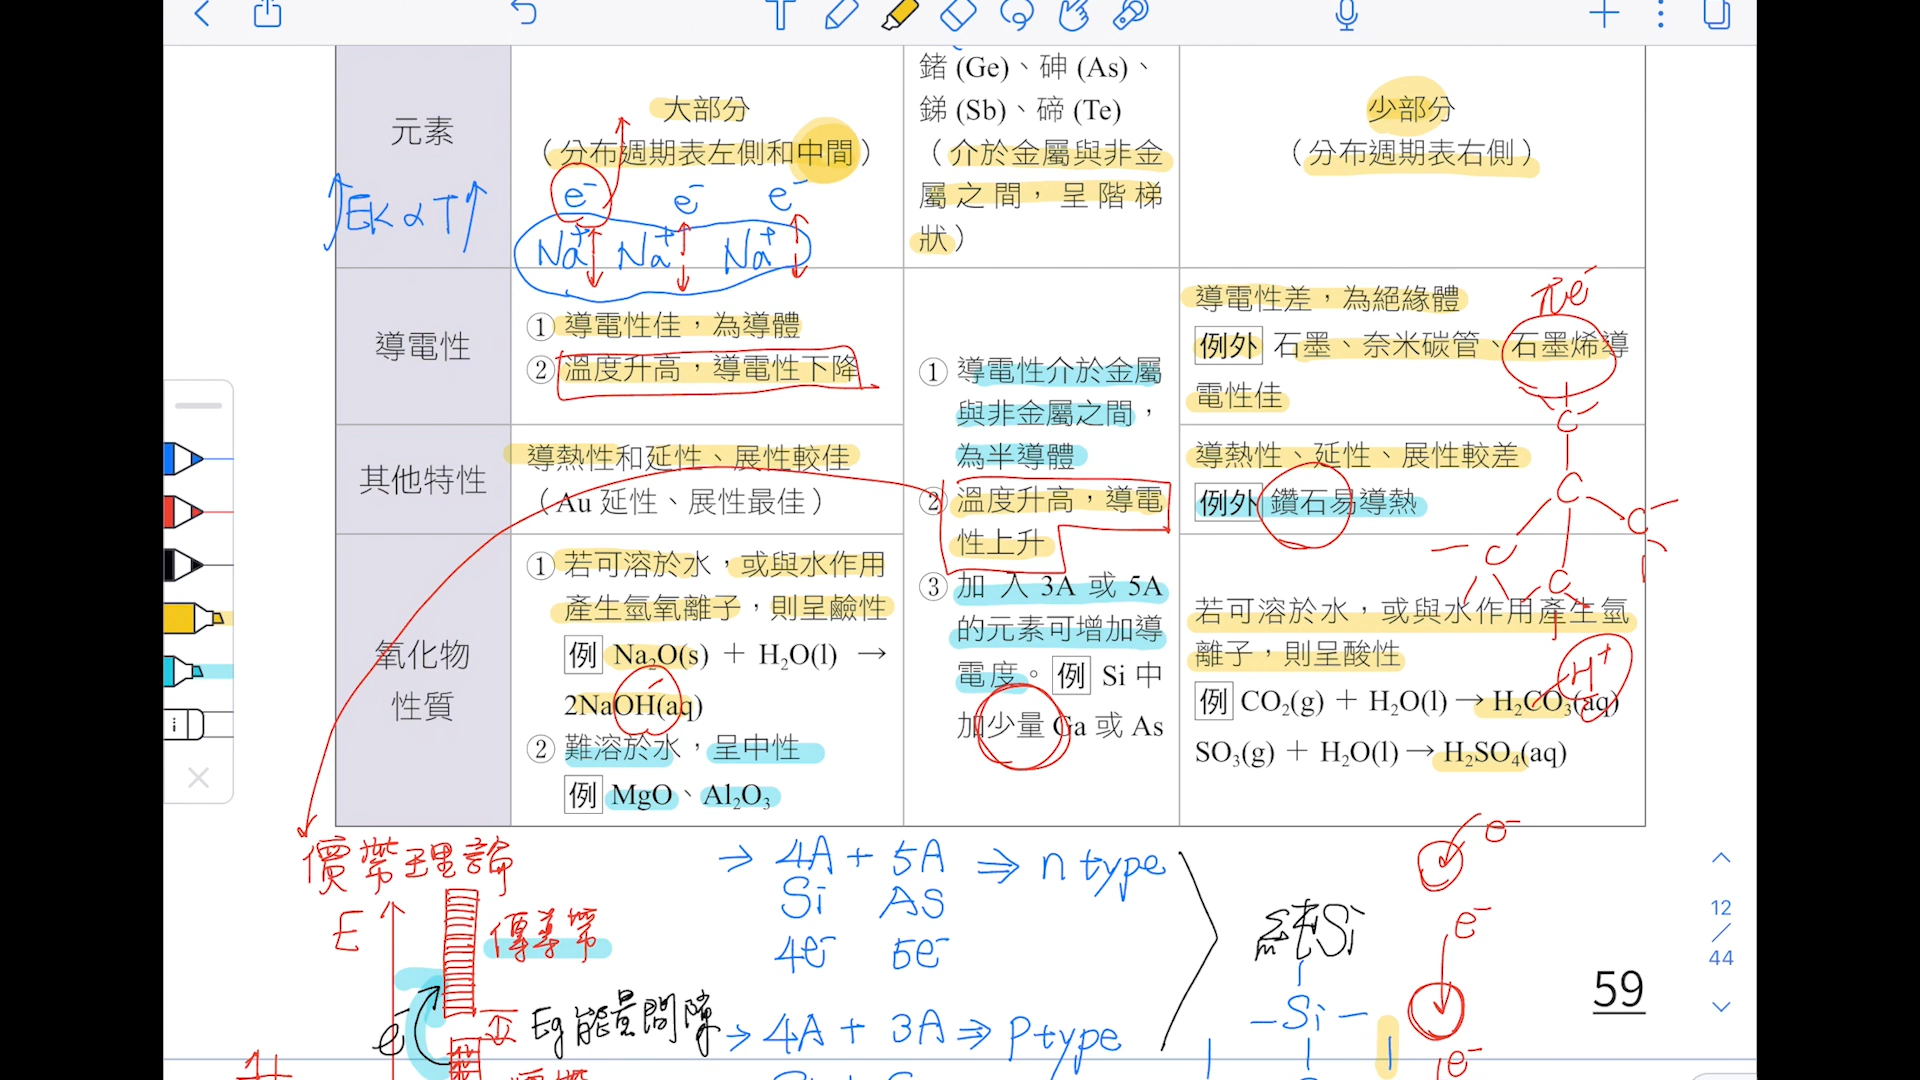 元素
大部分
(分布週期表左側和中間)
鍺 (Ge)、砷 (As)、
銻 (Sb)、碲 (Te)
(介於金屬與非金
屬之間,呈階梯
狀)
少部分
(分布週期表右側)
↑EK α T↑
e⁻ e⁻ e⁻
Na⁺ Na⁺ Na⁺
導電性
① 導電性佳,為導體
② 溫度升高,導電性下降
① 導電性介於金屬
與非金屬之間,
為半導體
② 溫度升高,導電
性上升
③ 加入 3A 或 5A
的元素可增加導
電度。例 Si 中
加少量 Ga 或 As
導電性差,為絕緣體
例外 石墨、奈米碳管、石墨烯導
電性佳
πe⁻
其他特性
導熱性和延性、展性較佳
(Au 延性、展性最佳)
導熱性、延性、展性較差
例外 鑽石易導熱
C
C
C C
C
氧化物
性質
① 若可溶於水,或與水作用
產生氫氧離子,則呈鹼性
例 Na₂O(s) + H₂O(l) →
2NaOH(aq)
② 難溶於水,呈中性
例 MgO、Al₂O₃
若可溶於水,或與水作用產生氫
離子,則呈酸性
H⁺
例 CO₂(g) + H₂O(l) → H₂CO₃(aq)
SO₃(g) + H₂O(l) → H₂SO₄(aq)
價帶理論
E
傳導帶
e⁻
Eg 能量間隙
→ 4A + 5A ⇒ n type
Si As
4e⁻ 5e⁻
→ 4A + 3A ⇒ p type
純Si
-Si-
e⁻
e⁻
e⁻
12
/
44
59